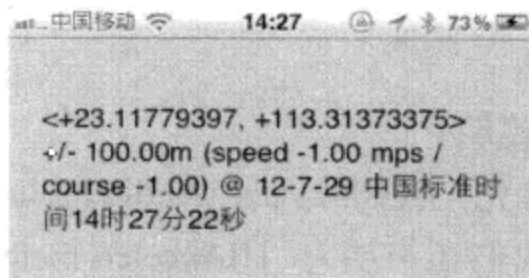 中国移动 14:27 73%
<+23.11779397, +113.31373375>
+/- 100.00m (speed -1.00 mps /
course -1.00) @ 12-7-29 中国标准时
间14时27分22秒